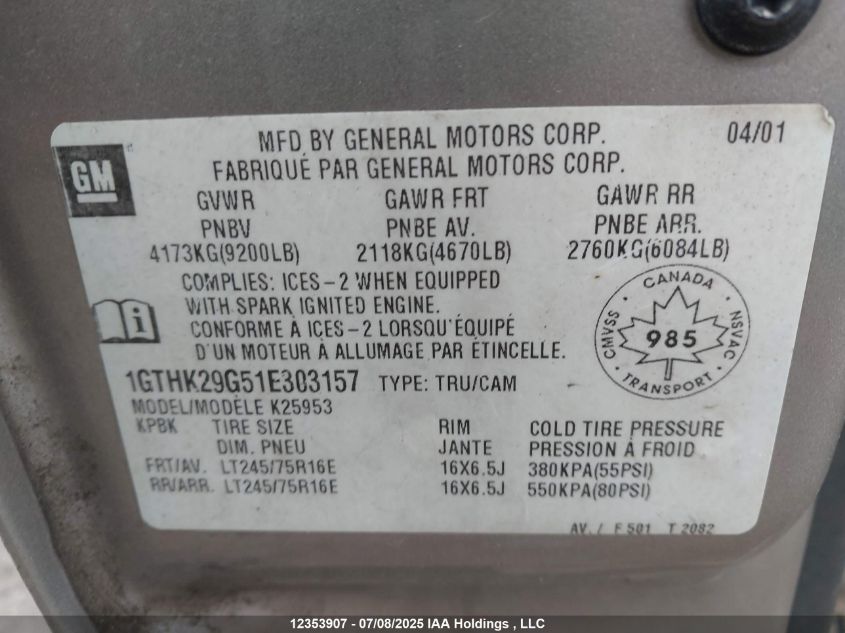 GM
MFD BY GENERAL MOTORS CORP. 04/01
FABRIQUÉ PAR GENERAL MOTORS CORP.
GVWR GAWR FRT GAWR RR
PNBV PNBE AV. PNBE ARR.
4173KG(9200LB) 2118KG(4670LB) 2760KG(6084LB)
COMPLIES: ICES-2 WHEN EQUIPPED
WITH SPARK IGNITED ENGINE.
CONFORME À ICES-2 LORSQU'ÉQUIPÉ
D'UN MOTEUR À ALLUMAGE PAR ÉTINCELLE.
CANADA
CMVSS 985 NSVAC
TRANSPORT
1GTHK29G51E303157 TYPE: TRU/CAM
MODEL/MODÈLE K25953
KPBK TIRE SIZE RIM COLD TIRE PRESSURE
DIM. PNEU JANTE PRESSION À FROID
FRT/AV. LT245/75R16E 16X6.5J 380KPA(55PSI)
RR/ARR. LT245/75R16E 16X6.5J 550KPA(80PSI)
AV. / F 501 T 2082
12353907 - 07/08/2025 IAA Holdings , LLC